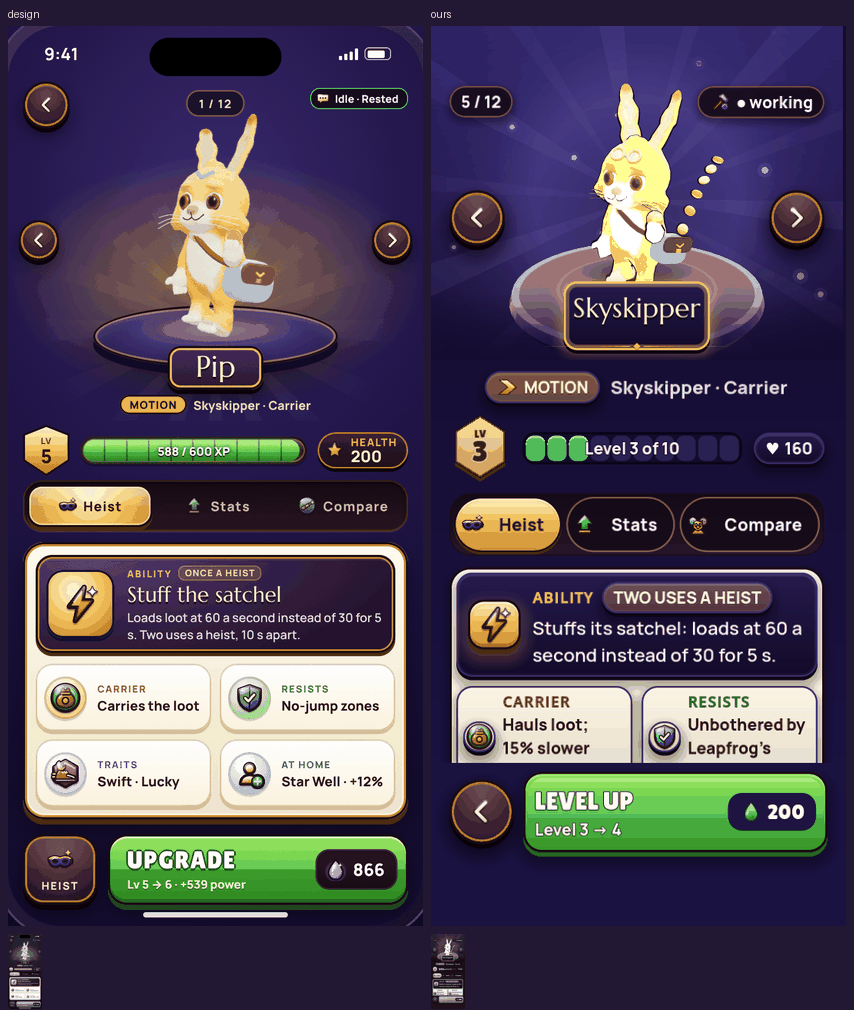 design
9:41
1 / 12
Idle · Rested
Pip
MOTION Skyskipper · Carrier
LV
5
588 / 600 XP
HEALTH
200
Heist
Stats
Compare
ABILITY ONCE A HEIST
Stuff the satchel
Loads loot at 60 a second instead of 30 for 5
s. Two uses a heist, 10 s apart.
CARRIER
Carries the loot
RESISTS
No-jump zones
TRAITS
Swift · Lucky
AT HOME
Star Well · +12%
HEIST
UPGRADE
Lv 5 → 6 · +539 power
866
ours
5 / 12
● working
Skyskipper
MOTION Skyskipper · Carrier
LV
3
Level 3 of 10
♥ 160
Heist
Stats
Compare
ABILITY TWO USES A HEIST
Stuffs its satchel: loads at 60 a
second instead of 30 for 5 s.
CARRIER
Hauls loot;
15% slower
RESISTS
Unbothered by
Leapfrog's
LEVEL UP
Level 3 → 4
200